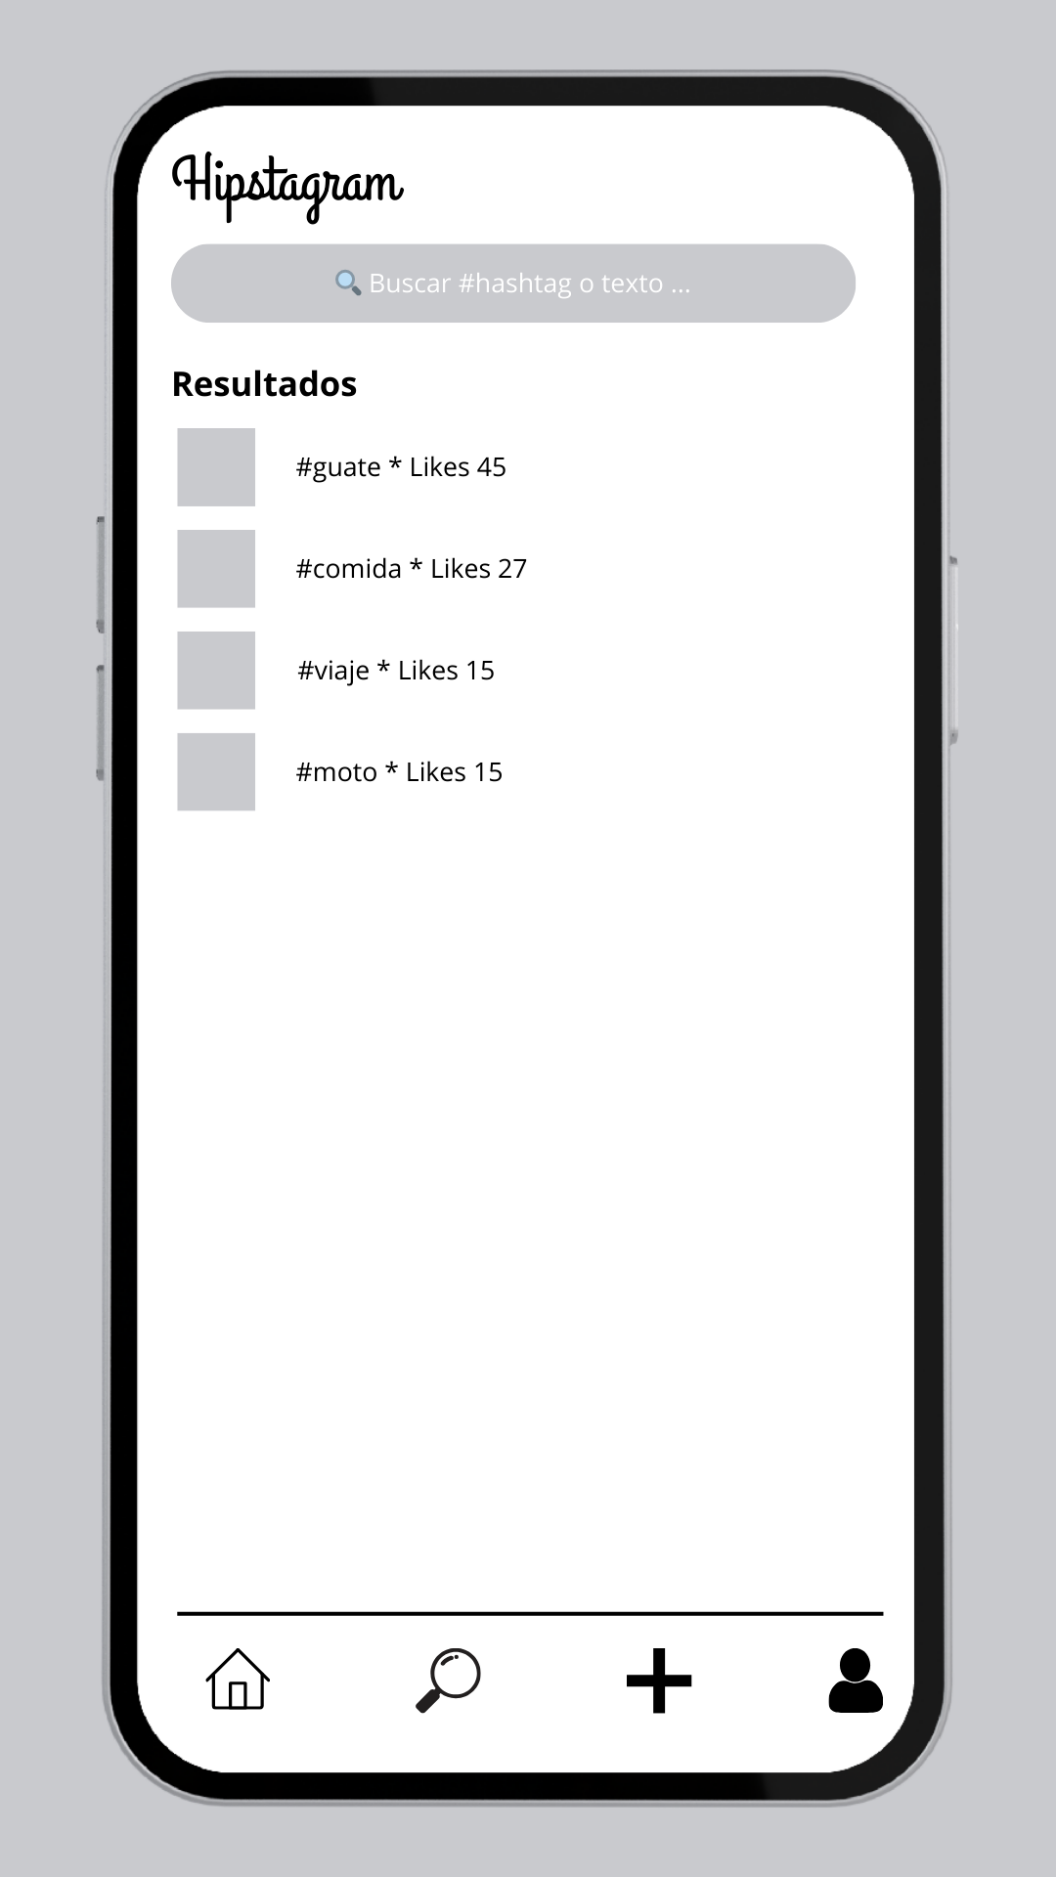 Hipstagram
Buscar #hashtag o texto ...
Resultados
#guate * Likes 45
#comida * Likes 27
#viaje * Likes 15
#moto * Likes 15